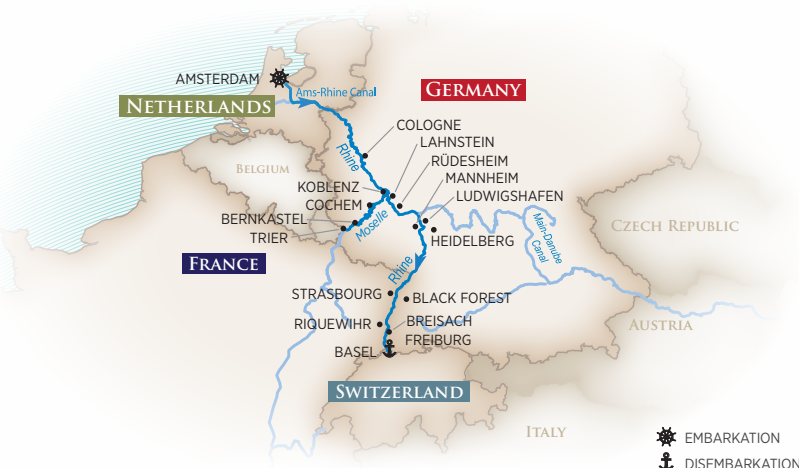 AMSTERDAM
Ams-Rhine Canal
NETHERLANDS
GERMANY
COLOGNE
LAHNSTEIN
Rhine
RÜDESHEIM
BELGIUM
MANNHEIM
KOBLENZ
LUDWIGSHAFEN
COCHEM
BERNKASTEL
Moselle
TRIER
HEIDELBERG
Main-Danube
Canal
CZECH REPUBLIC
FRANCE
Rhine
STRASBOURG
BLACK FOREST
RIQUEWIHR
BREISACH
FREIBURG
AUSTRIA
BASEL
SWITZERLAND
ITALY
EMBARKATION
DISEMBARKATION